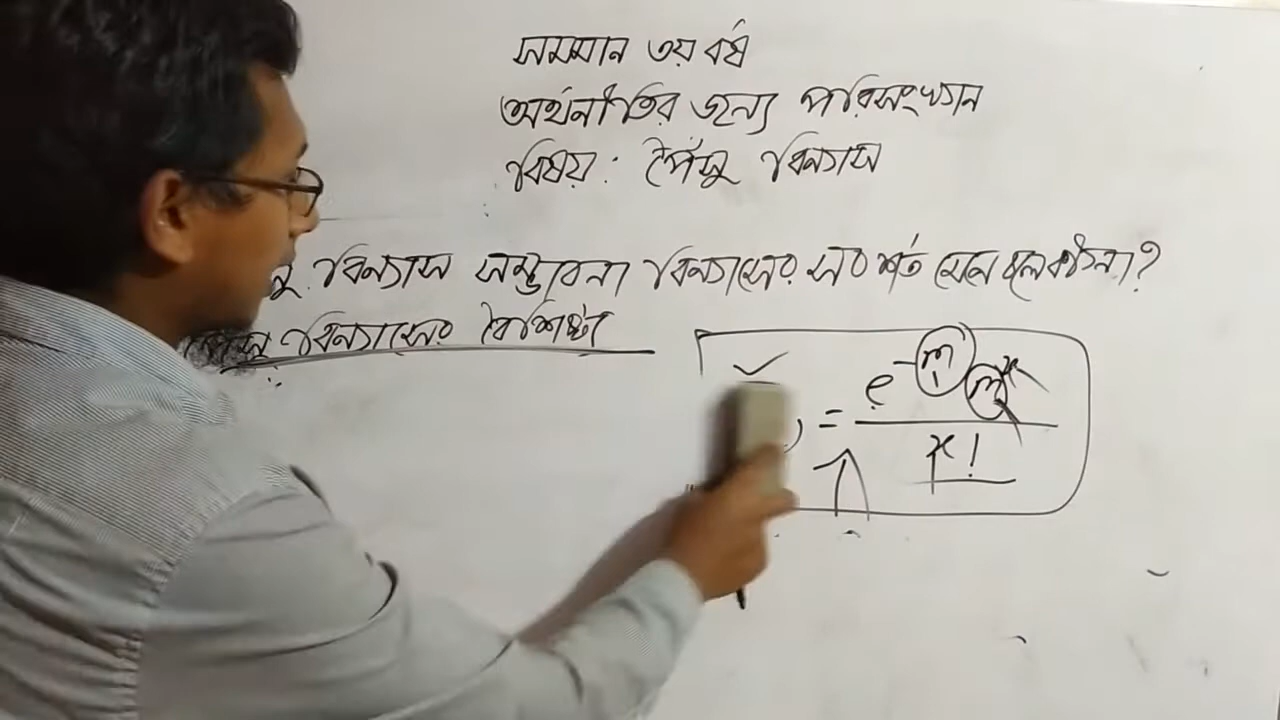 সম্মান ৩য় বর্ষ
অর্থনীতির জন্য পরিসংখ্যান
বিষয়: পৈঁসু বিন্যাস
বিন্যাস সম্ভাবনা বিন্যাসের সব শর্ত মেনে চলে কীনা?
বিন্যাসের বৈশিষ্ট্য
= e^-m m^x / x!